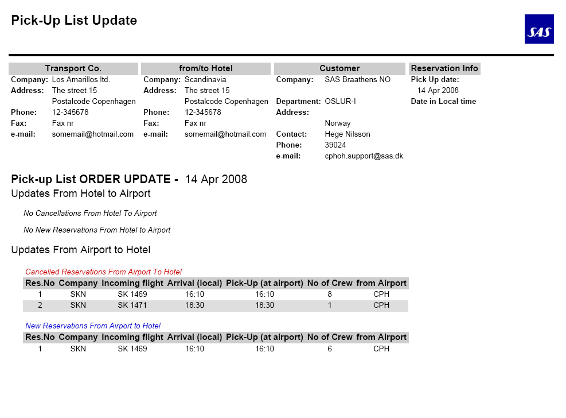 Pick-Up List Update
SAS
Transport Co. from/to Hotel Customer Reservation Info
Company: Los Amarillos ltd. Company: Scandinavia Company: SAS Braathens NO Pick Up date:
Address: The street 15 Address: The street 15 14 Apr 2008
Postalcode Copenhagen Postalcode Copenhagen Department: OSLUR-I Date in Local time
Phone: 12-345678 Phone: 12-345678 Address:
Fax: Fax nr Fax: Fax nr Norway
e-mail: somemail@hotmail.com e-mail: somemail@hotmail.com Contact: Hege Nilsson
Phone: 39024
e-mail: cphoh.support@sas.dk
Pick-up List ORDER UPDATE - 14 Apr 2008
Updates From Hotel to Airport
No Cancellations From Hotel To Airport
No New Reservations From Hotel to Airport
Updates From Airport to Hotel
Cancelled Reservations From Airport To Hotel
Res.No Company Incoming flight Arrival (local) Pick-Up (at airport) No of Crew from Airport
1 SKN SK 1469 16:10 16:10 8 CPH
2 SKN SK 1471 18:30 18:30 1 CPH
New Reservations From Airport to Hotel
Res.No Company Incoming flight Arrival (local) Pick-Up (at airport) No of Crew from Airport
1 SKN SK 1469 16:10 16:10 6 CPH